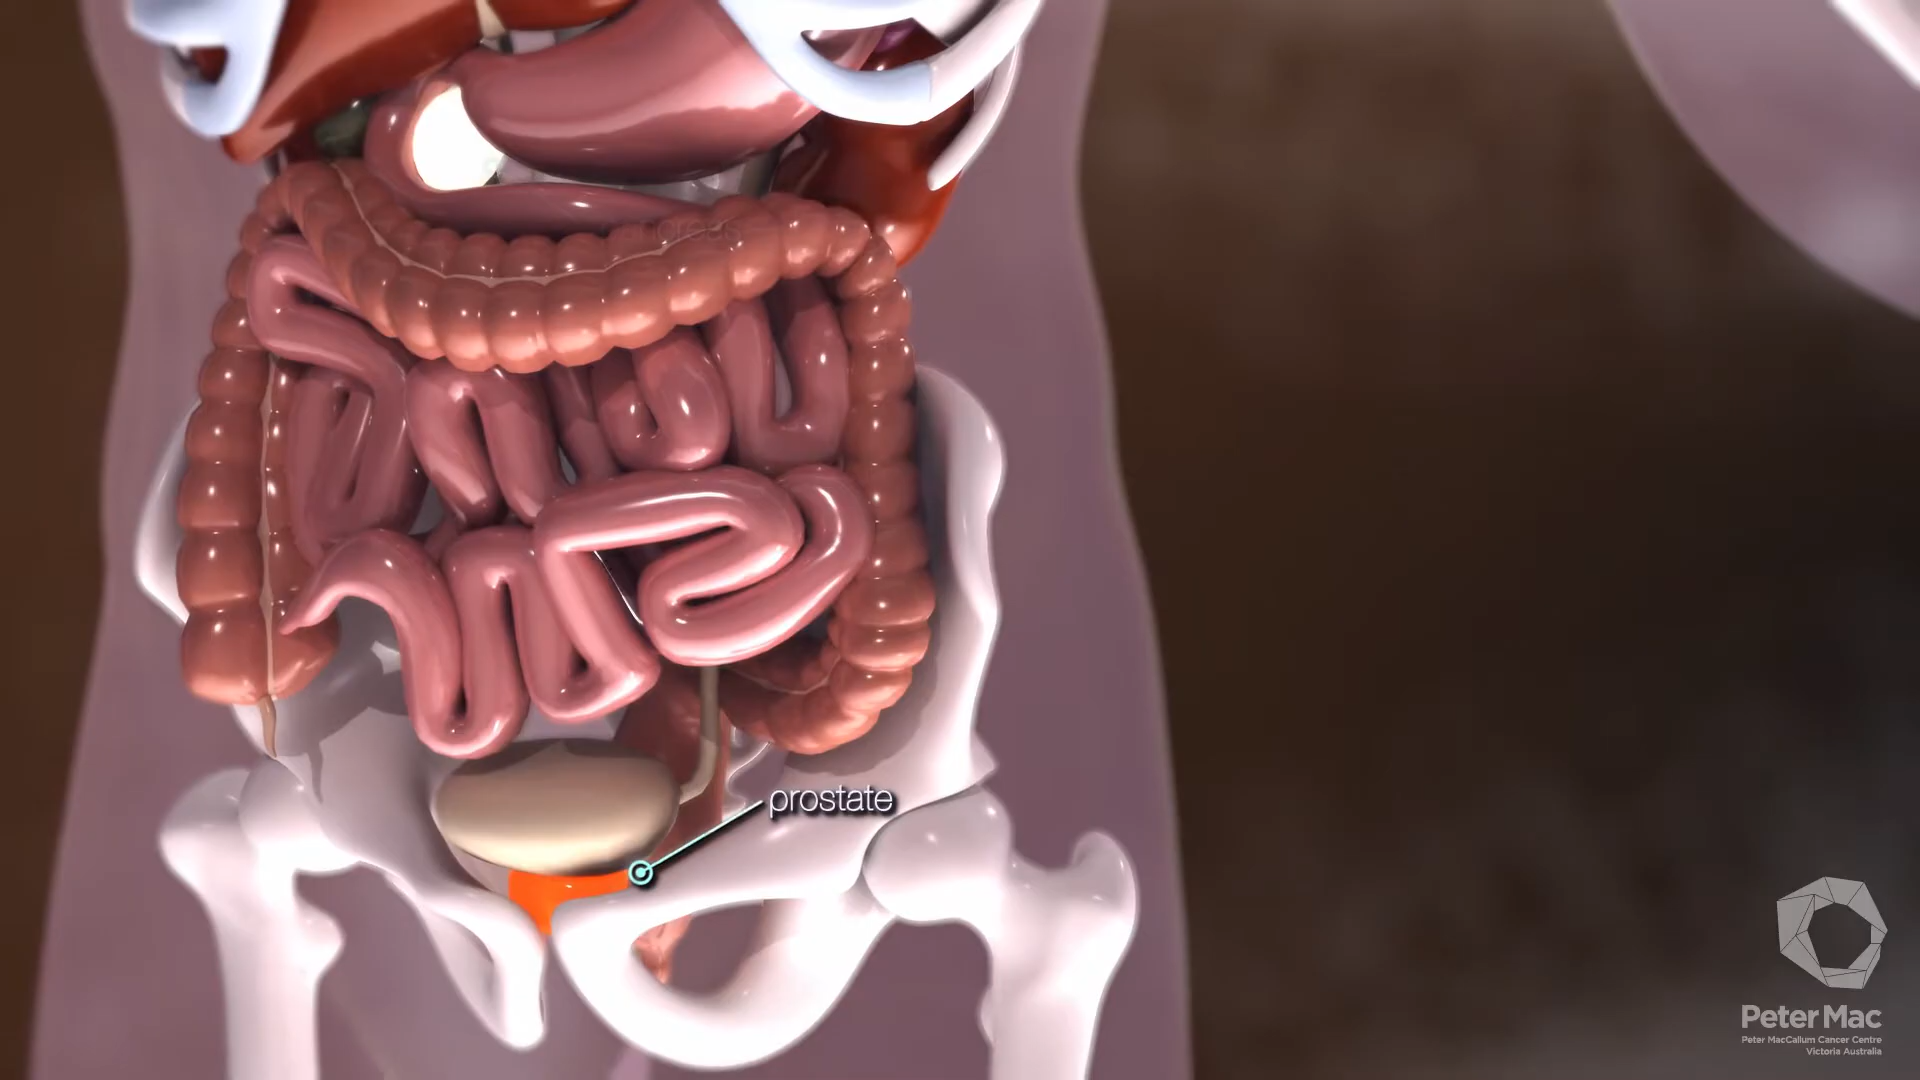 prostate
Peter Mac
Peter MacCallum Cancer Centre
Victoria Australia